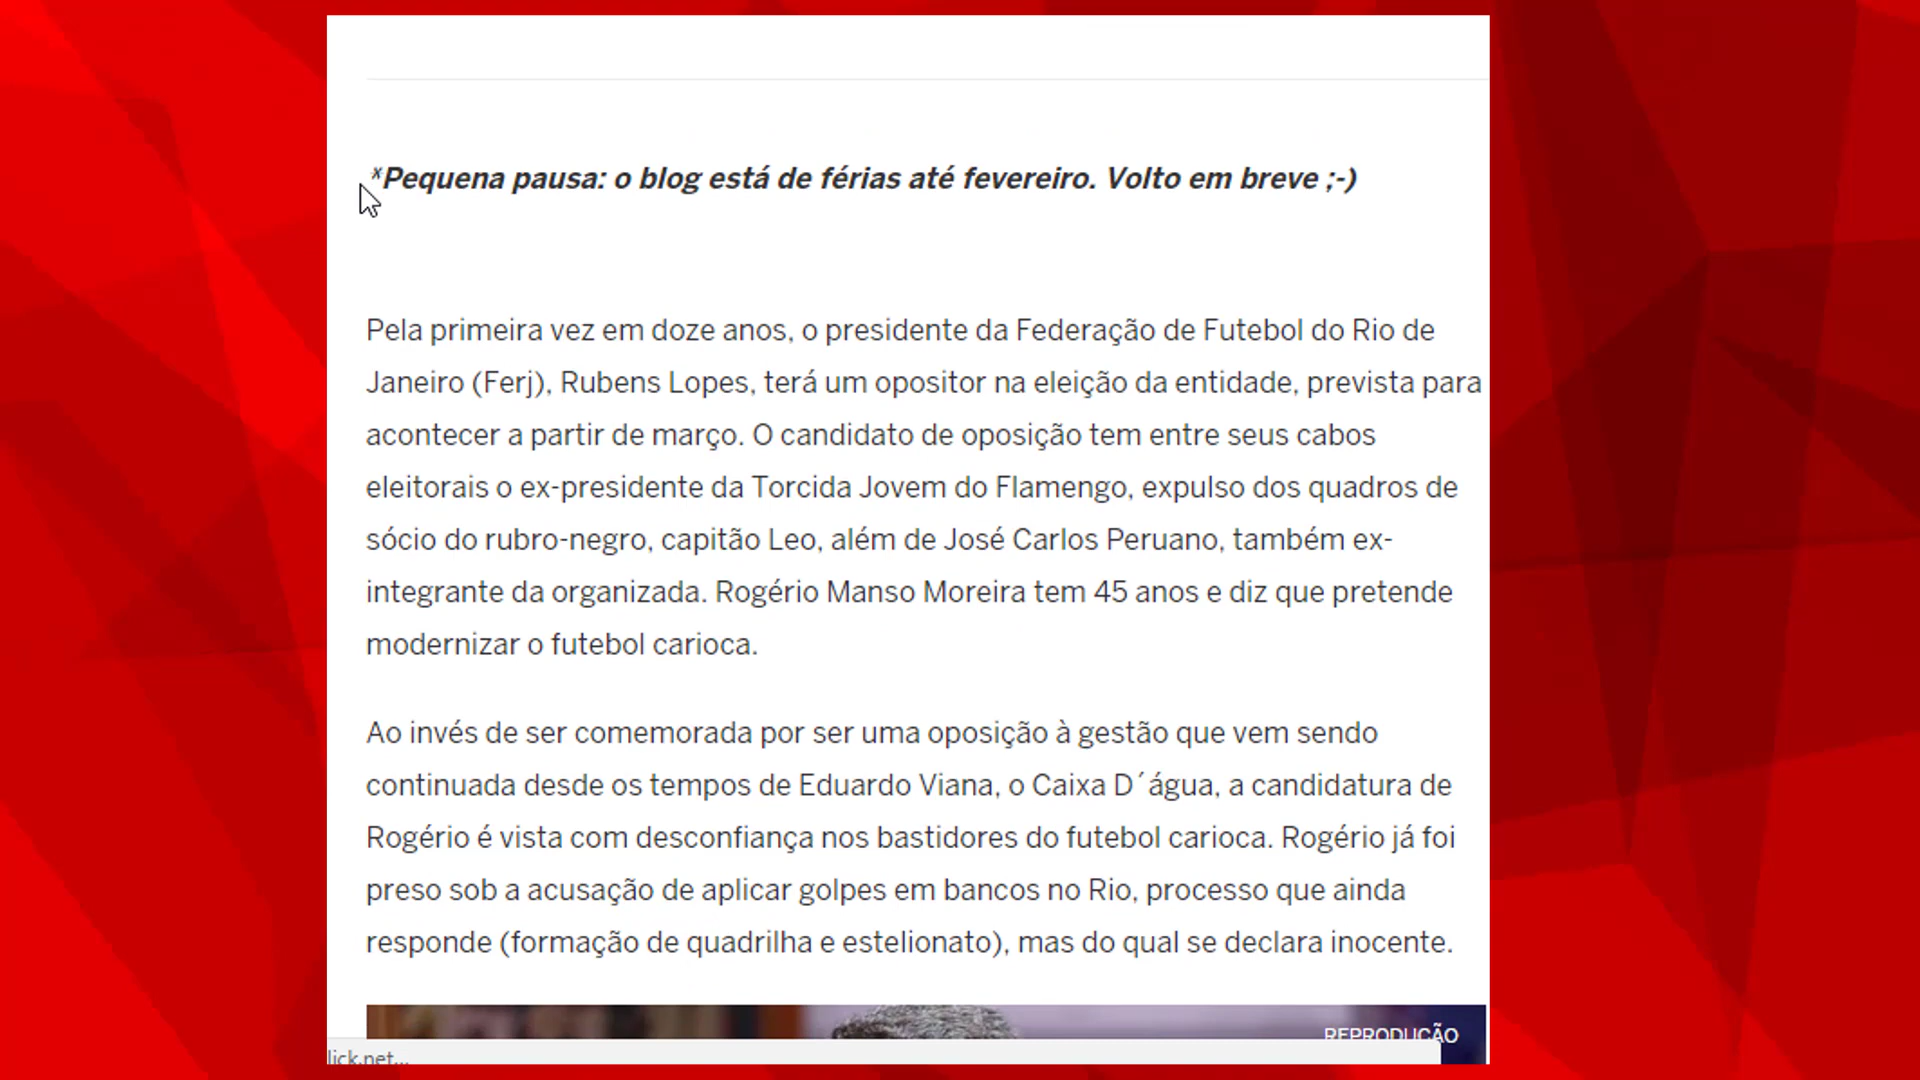 *Pequena pausa: o blog está de férias até fevereiro. Volto em breve ;-)
Pela primeira vez em doze anos, o presidente da Federação de Futebol do Rio de
Janeiro (Ferj), Rubens Lopes, terá um opositor na eleição da entidade, prevista para
acontecer a partir de março. O candidato de oposição tem entre seus cabos
eleitorais o ex-presidente da Torcida Jovem do Flamengo, expulso dos quadros de
sócio do rubro-negro, capitão Leo, além de José Carlos Peruano, também ex-
integrante da organizada. Rogério Manso Moreira tem 45 anos e diz que pretende
modernizar o futebol carioca.
Ao invés de ser comemorada por ser uma oposição à gestão que vem sendo
continuada desde os tempos de Eduardo Viana, o Caixa D´água, a candidatura de
Rogério é vista com desconfiança nos bastidores do futebol carioca. Rogério já foi
preso sob a acusação de aplicar golpes em bancos no Rio, processo que ainda
responde (formação de quadrilha e estelionato), mas do qual se declara inocente.
REPRODUÇÃO
lick.net...